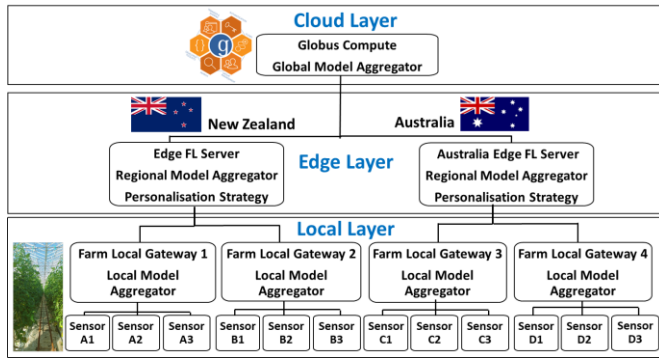 Cloud Layer
g
Globus Compute
Global Model Aggregator
New Zealand
Australia
Edge Layer
Edge FL Server
Regional Model Aggregator
Personalisation Strategy
Australia Edge FL Server
Regional Model Aggregator
Personalisation Strategy
Local Layer
Farm Local Gateway 1
Local Model
Aggregator
Farm Local Gateway 2
Local Model
Aggregator
Farm Local Gateway 3
Local Model
Aggregator
Farm Local Gateway 4
Local Model
Aggregator
Sensor
A1
Sensor
A2
Sensor
A3
Sensor
B1
Sensor
B2
Sensor
B3
Sensor
C1
Sensor
C2
Sensor
C3
Sensor
D1
Sensor
D2
Sensor
D3